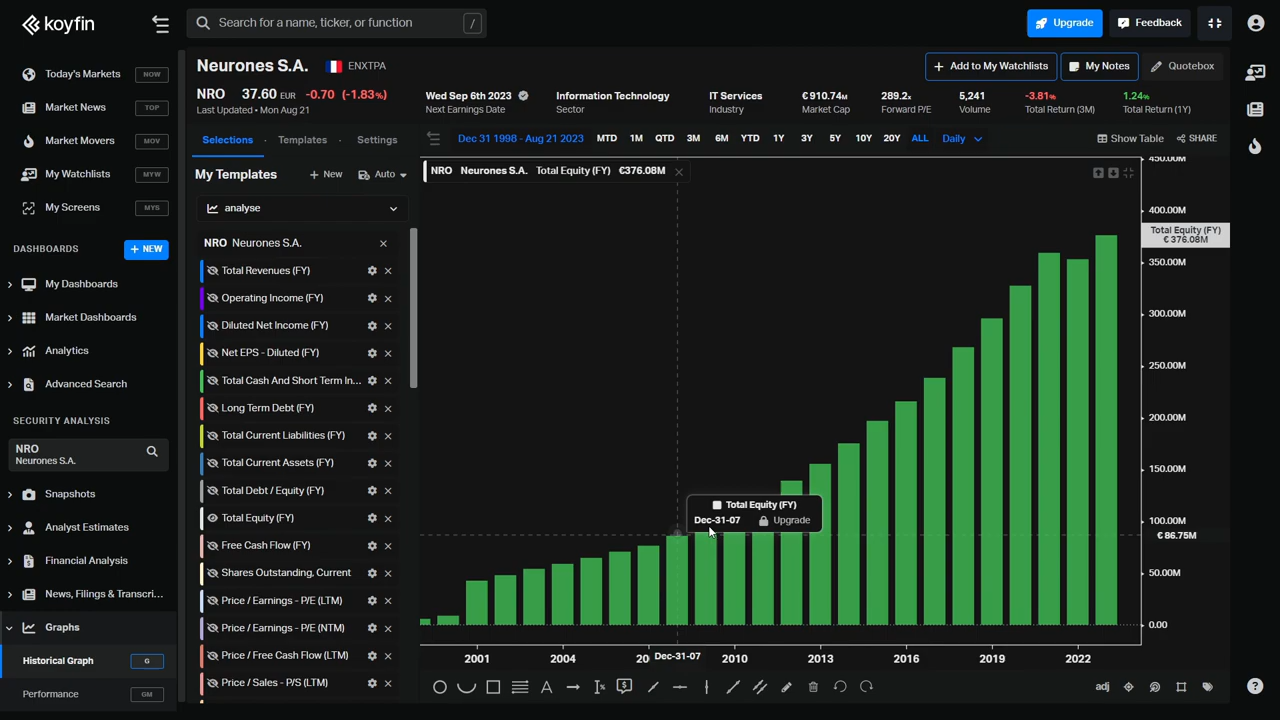 koyfin
Search for a name, ticker, or function
/
Upgrade
Feedback
Today's Markets NOW
Market News TOP
Market Movers MOV
My Watchlists MYW
My Screens MYS
DASHBOARDS + NEW
My Dashboards
Market Dashboards
Analytics
Advanced Search
SECURITY ANALYSIS
NRO
Neurones S.A.
Snapshots
Analyst Estimates
Financial Analysis
News, Filings & Transcri...
Graphs
Historical Graph G
Performance GM
Neurones S.A. ENXTPA
+ Add to My Watchlists
My Notes
Quotebox
NRO 37.60 EUR -0.70 (-1.83%)
Last Updated • Mon Aug 21
Wed Sep 6th 2023
Next Earnings Date
Information Technology
Sector
IT Services
Industry
€910.74M
Market Cap
289.2x
Forward P/E
5,241
Volume
-3.81%
Total Return (3M)
1.24%
Total Return (1Y)
Selections · Templates · Settings
Dec 31 1998 - Aug 21 2023 MTD 1M QTD 3M 6M YTD 1Y 3Y 5Y 10Y 20Y ALL Daily
Show Table SHARE
My Templates + New Auto
analyse
NRO Neurones S.A.
Total Revenues (FY)
Operating Income (FY)
Diluted Net Income (FY)
Net EPS - Diluted (FY)
Total Cash And Short Term In...
Long Term Debt (FY)
Total Current Liabilities (FY)
Total Current Assets (FY)
Total Debt / Equity (FY)
Total Equity (FY)
Free Cash Flow (FY)
Shares Outstanding, Current
Price / Earnings - P/E (LTM)
Price / Earnings - P/E (NTM)
Price / Free Cash Flow (LTM)
Price / Sales - P/S (LTM)
NRO Neurones S.A. Total Equity (FY) €376.08M
450.00M
400.00M
Total Equity (FY)
€ 376.08M
350.00M
300.00M
250.00M
200.00M
150.00M
100.00M
€ 86.75M
50.00M
0.00
Total Equity (FY)
Dec-31-07 Upgrade
2001 2004 20 Dec-31-07 2010 2013 2016 2019 2022
A
adj